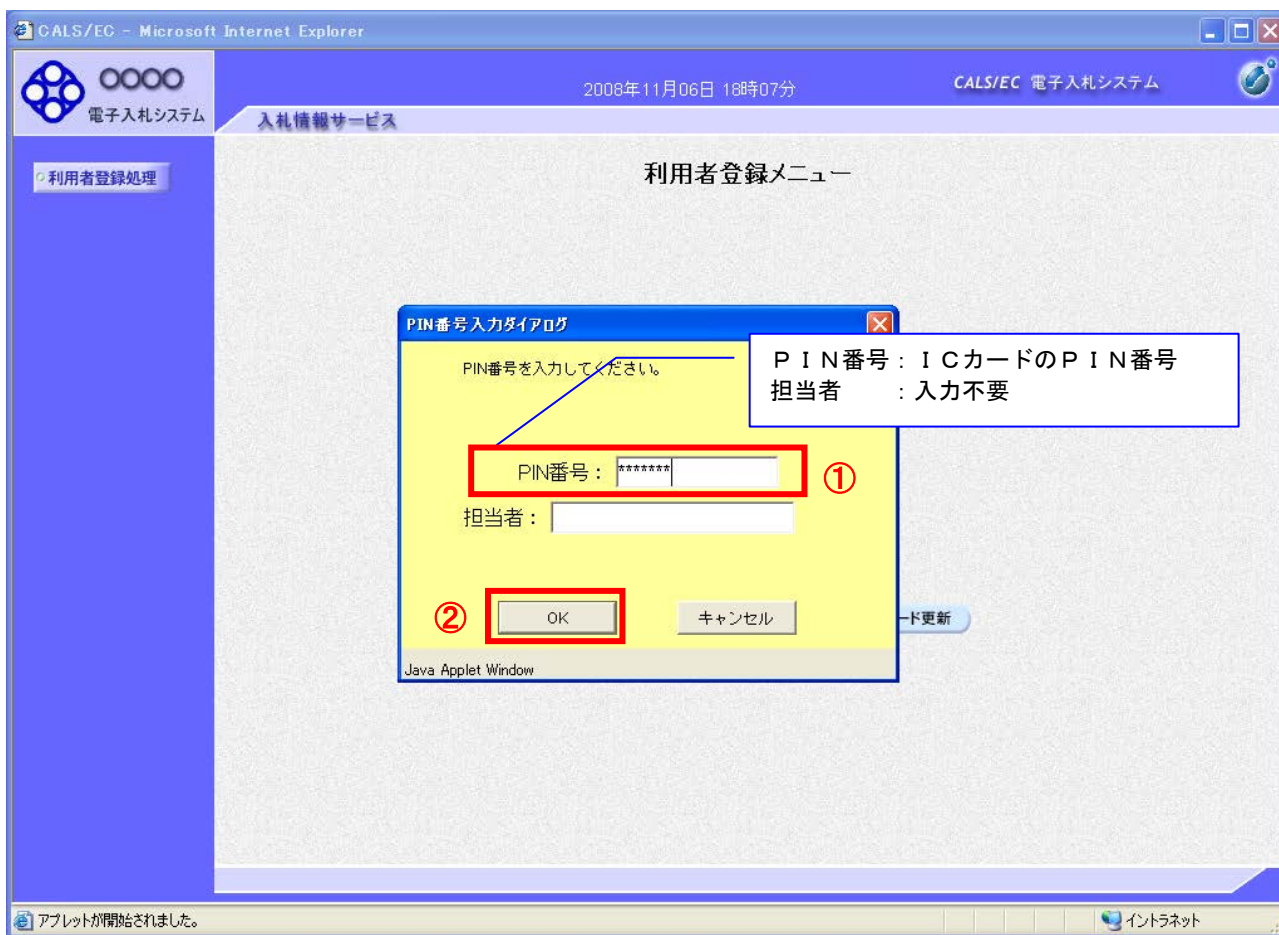 CALS/EC - Microsoft Internet Explorer
OOOO
電子入札システム
2008年11月06日 18時07分
CALS/EC 電子入札システム
入札情報サービス
利用者登録処理
利用者登録メニュー
PIN番号入力ダイアログ
PIN番号を入力してください。
ＰＩＮ番号：ＩＣカードのＰＩＮ番号
担当者　　：入力不要
PIN番号： *******
①
担当者：
②
OK
キャンセル
ード更新
Java Applet Window
アプレットが開始されました。
イントラネット